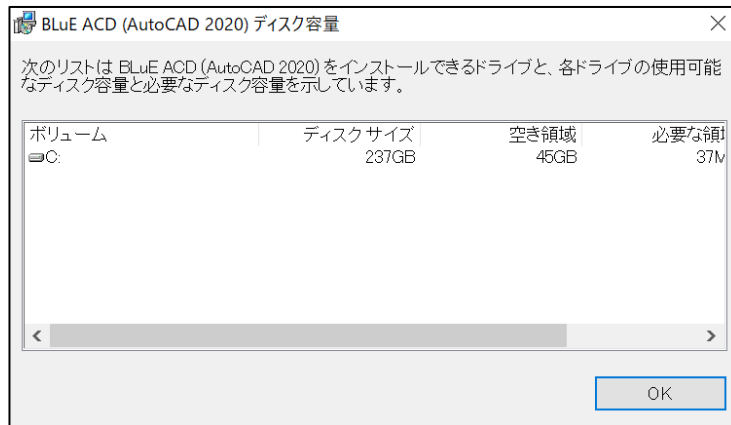 BLuE ACD (AutoCAD 2020) ディスク容量
次のリストは BLuE ACD (AutoCAD 2020) をインストールできるドライブと、各ドライブの使用可能
なディスク容量と必要なディスク容量を示しています。
ボリューム ディスク サイズ 空き領域 必要な領
C: 237GB 45GB 37M
OK